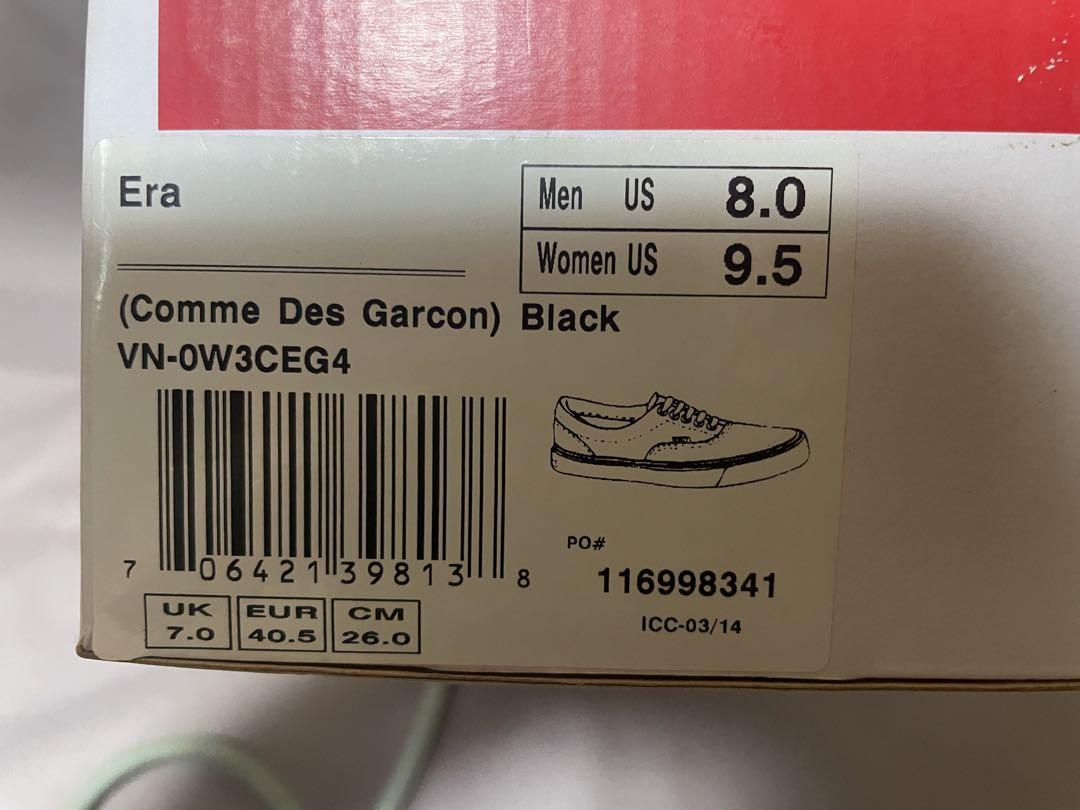 Era
Men US 8.0
Women US 9.5
(Comme Des Garcon) Black
VN-0W3CEG4
7 06421 39813 8
PO#
116998341
ICC-03/14
UK
7.0
EUR
40.5
CM
26.0